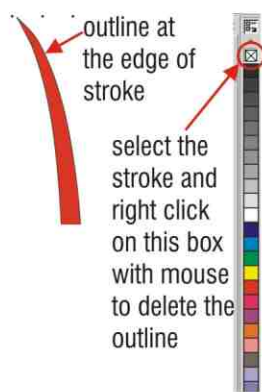 outline at
the edge of
stroke
select the
stroke and
right click
on this box
with mouse
to delete the
outline